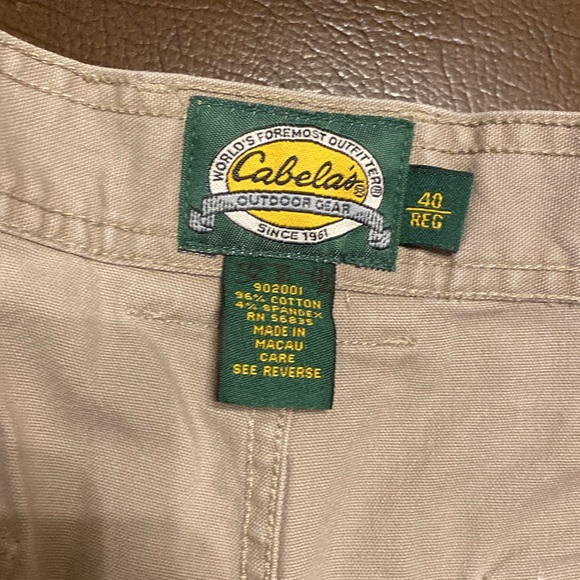 WORLD'S FOREMOST OUTFITTER®
Cabela's®
OUTDOOR GEAR
SINCE 1961
40
REG
902001
96% COTTON
4% SPANDEX
RN 56835
MADE IN
MACAU
CARE
SEE REVERSE